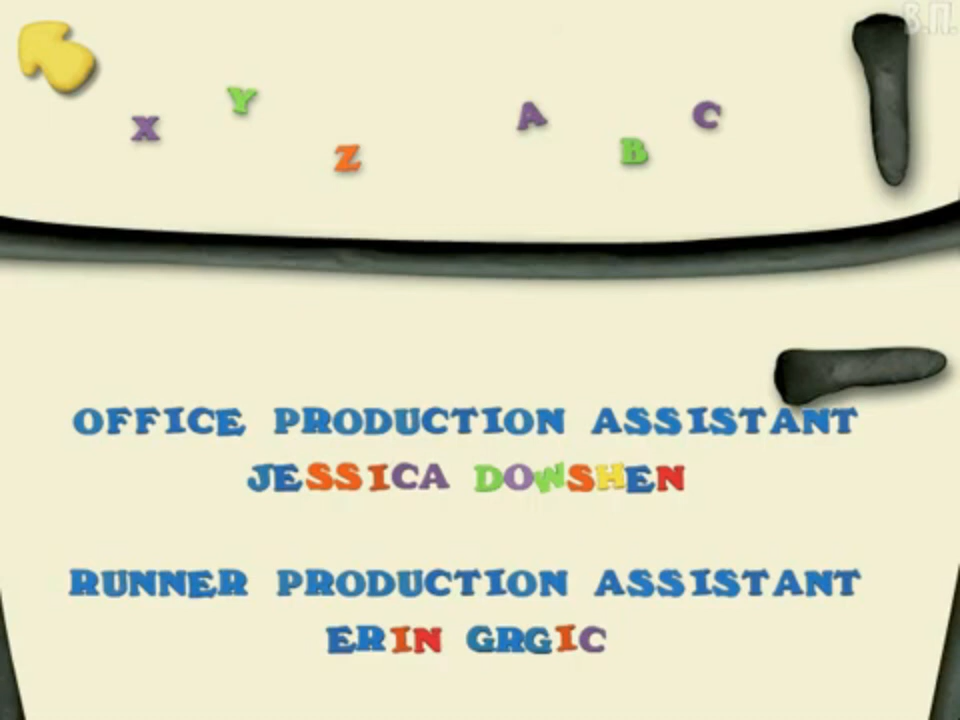 В.П.
X Y Z A B C
OFFICE PRODUCTION ASSISTANT
JESSICA DOWSHEN
RUNNER PRODUCTION ASSISTANT
ERIN GRGIC